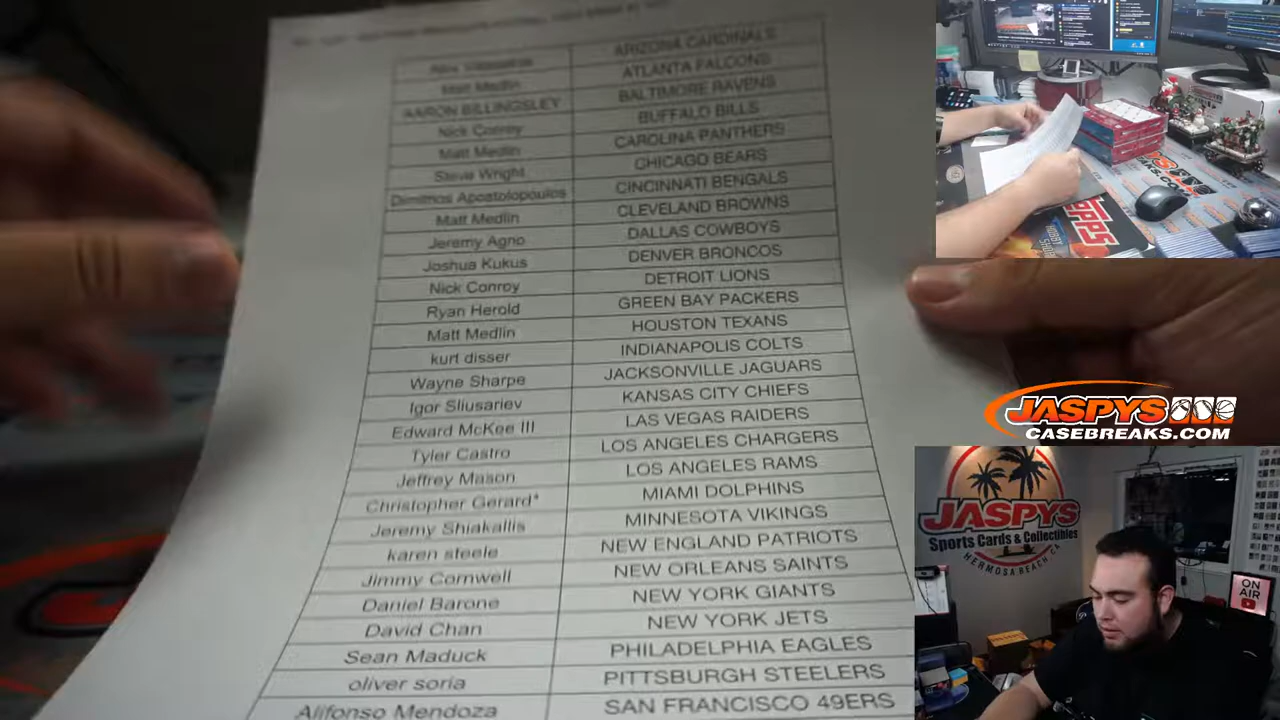 ARIZONA CARDINALS
Matt Medlin ATLANTA FALCONS
AARON BILLINGSLEY BALTIMORE RAVENS
Nick Conroy BUFFALO BILLS
Matt Medlin CAROLINA PANTHERS
Steve Wright CHICAGO BEARS
Dimitrios Apostolopoulos CINCINNATI BENGALS
Matt Medlin CLEVELAND BROWNS
Jeremy Agno DALLAS COWBOYS
Joshua Kukus DENVER BRONCOS
Nick Conroy DETROIT LIONS
Ryan Herold GREEN BAY PACKERS
Matt Medlin HOUSTON TEXANS
kurt disser INDIANAPOLIS COLTS
Wayne Sharpe JACKSONVILLE JAGUARS
Igor Sliusariev KANSAS CITY CHIEFS
Edward McKee III LAS VEGAS RAIDERS
Tyler Castro LOS ANGELES CHARGERS
Jeffrey Mason LOS ANGELES RAMS
Christopher Gerard* MIAMI DOLPHINS
Jeremy Shiakallis MINNESOTA VIKINGS
karen steele NEW ENGLAND PATRIOTS
Jimmy Cornwell NEW ORLEANS SAINTS
Daniel Barone NEW YORK GIANTS
David Chan NEW YORK JETS
Sean Maduck PHILADELPHIA EAGLES
oliver soria PITTSBURGH STEELERS
Alifonso Mendoza SAN FRANCISCO 49ERS
JASPYS
BREAKS.COM
TOPPS
JASPYS
CASEBREAKS.COM
JASPYS
Sports Cards & Collectibles
HERMOSA BEACH, CA
ON
AIR